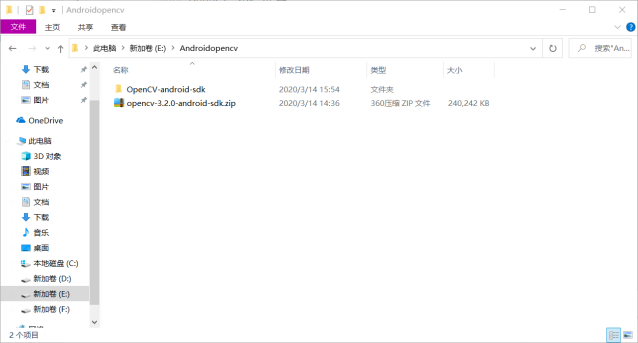 Androidopencv
文件 主页 共享 查看
此电脑 新加卷 (E:) Androidopencv 搜索"An...
名称 修改日期 类型 大小
下载
文档
图片
OneDrive
此电脑
3D 对象
视频
图片
文档
下载
音乐
桌面
本地磁盘 (C:)
新加卷 (D:)
新加卷 (E:)
新加卷 (F:)
OpenCV-android-sdk 2020/3/14 15:54 文件夹
opencv-3.2.0-android-sdk.zip 2020/3/14 14:36 360压缩 ZIP 文件 240,242 KB
2 个项目